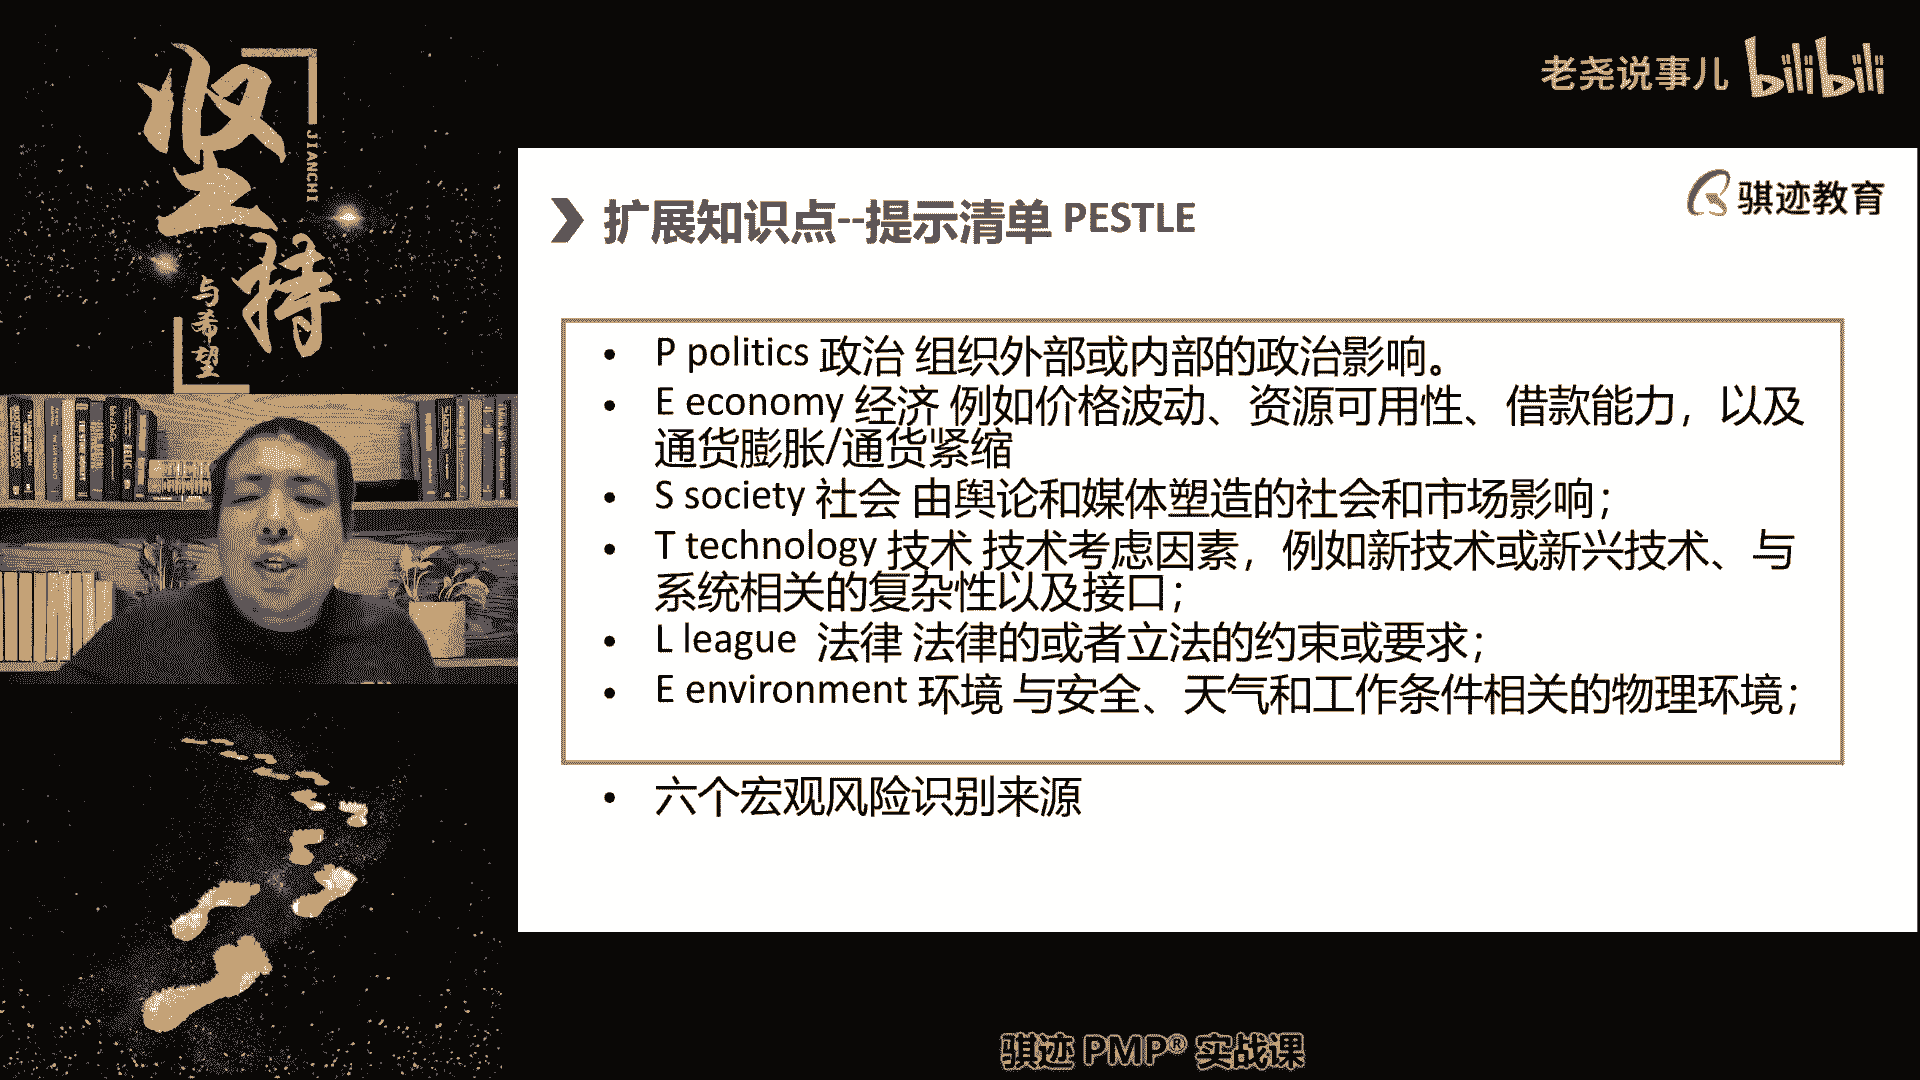 坚持
JIANCHI
与希望
老尧说事儿 bilibili
骐迹教育
扩展知识点--提示清单 PESTLE
• P politics 政治 组织外部或内部的政治影响。
• E economy 经济 例如价格波动、资源可用性、借款能力，以及
通货膨胀/通货紧缩
• S society 社会 由舆论和媒体塑造的社会和市场影响；
• T technology 技术 技术考虑因素，例如新技术或新兴技术、与
系统相关的复杂性以及接口；
• L league 法律 法律的或者立法的约束或要求；
• E environment 环境 与安全、天气和工作条件相关的物理环境；
• 六个宏观风险识别来源
骐迹 PMP® 实战课